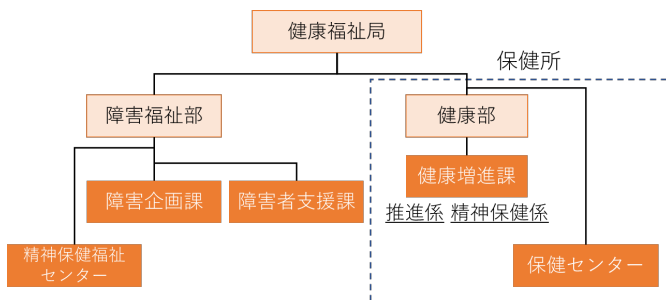 健康福祉局
保健所
障害福祉部
健康部
健康増進課
障害企画課
障害者支援課
推進係 精神保健係
精神保健福祉
センター
保健センター